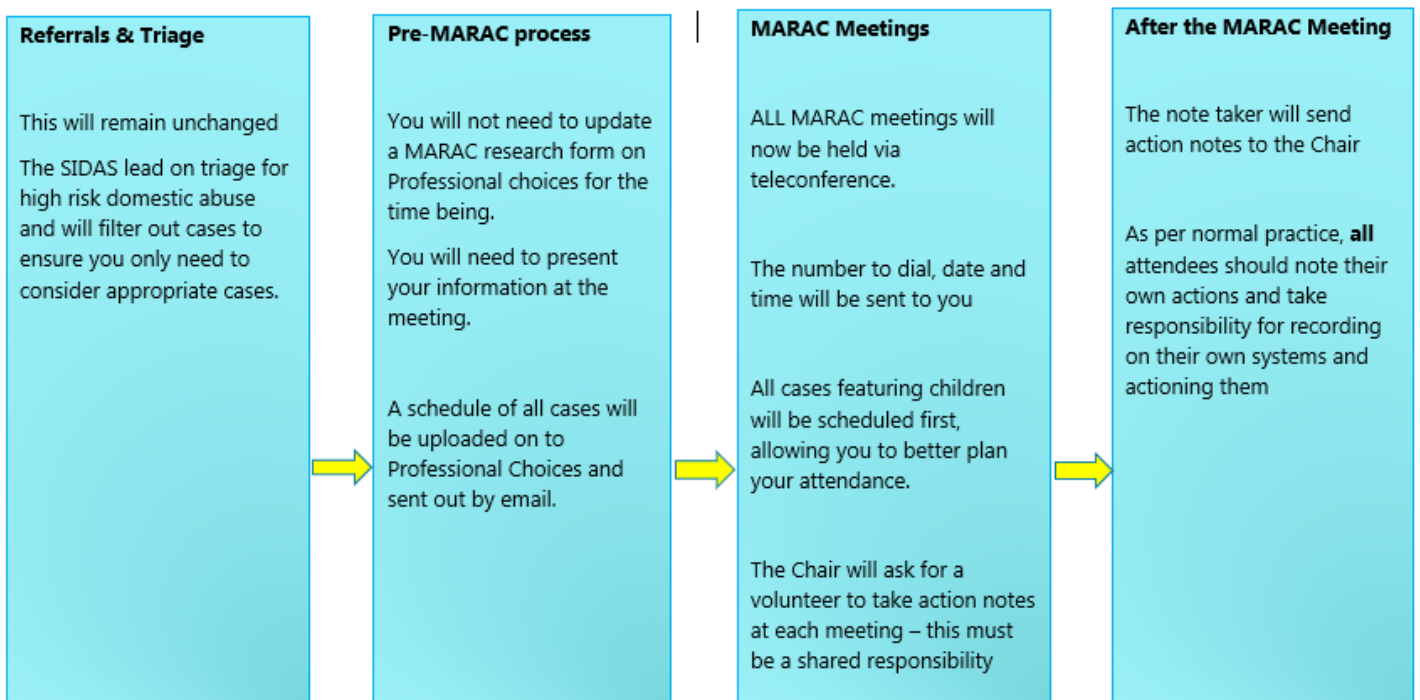 Referrals & Triage
This will remain unchanged
The SIDAS lead on triage for
high risk domestic abuse
and will filter out cases to
ensure you only need to
consider appropriate cases.
Pre-MARAC process
You will not need to update
a MARAC research form on
Professional choices for the
time being.
You will need to present
your information at the
meeting.
A schedule of all cases will
be uploaded on to
Professional Choices and
sent out by email.
MARAC Meetings
ALL MARAC meetings will
now be held via
teleconference.
The number to dial, date and
time will be sent to you
All cases featuring children
will be scheduled first,
allowing you to better plan
your attendance.
The Chair will ask for a
volunteer to take action notes
at each meeting – this must
be a shared responsibility
After the MARAC Meeting
The note taker will send
action notes to the Chair
As per normal practice, all
attendees should note their
own actions and take
responsibility for recording
on their own systems and
actioning them